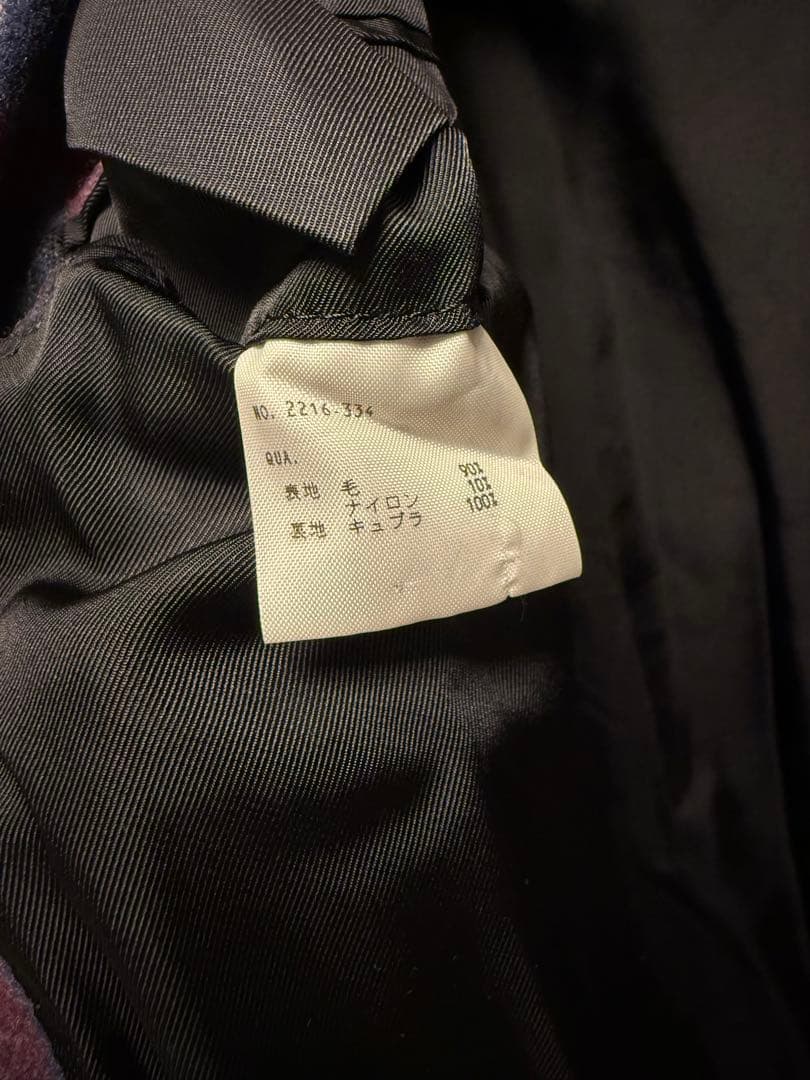 NO. 2216-334
QUA.
表地 毛 90%
ナイロン 10%
裏地 キュプラ 100%